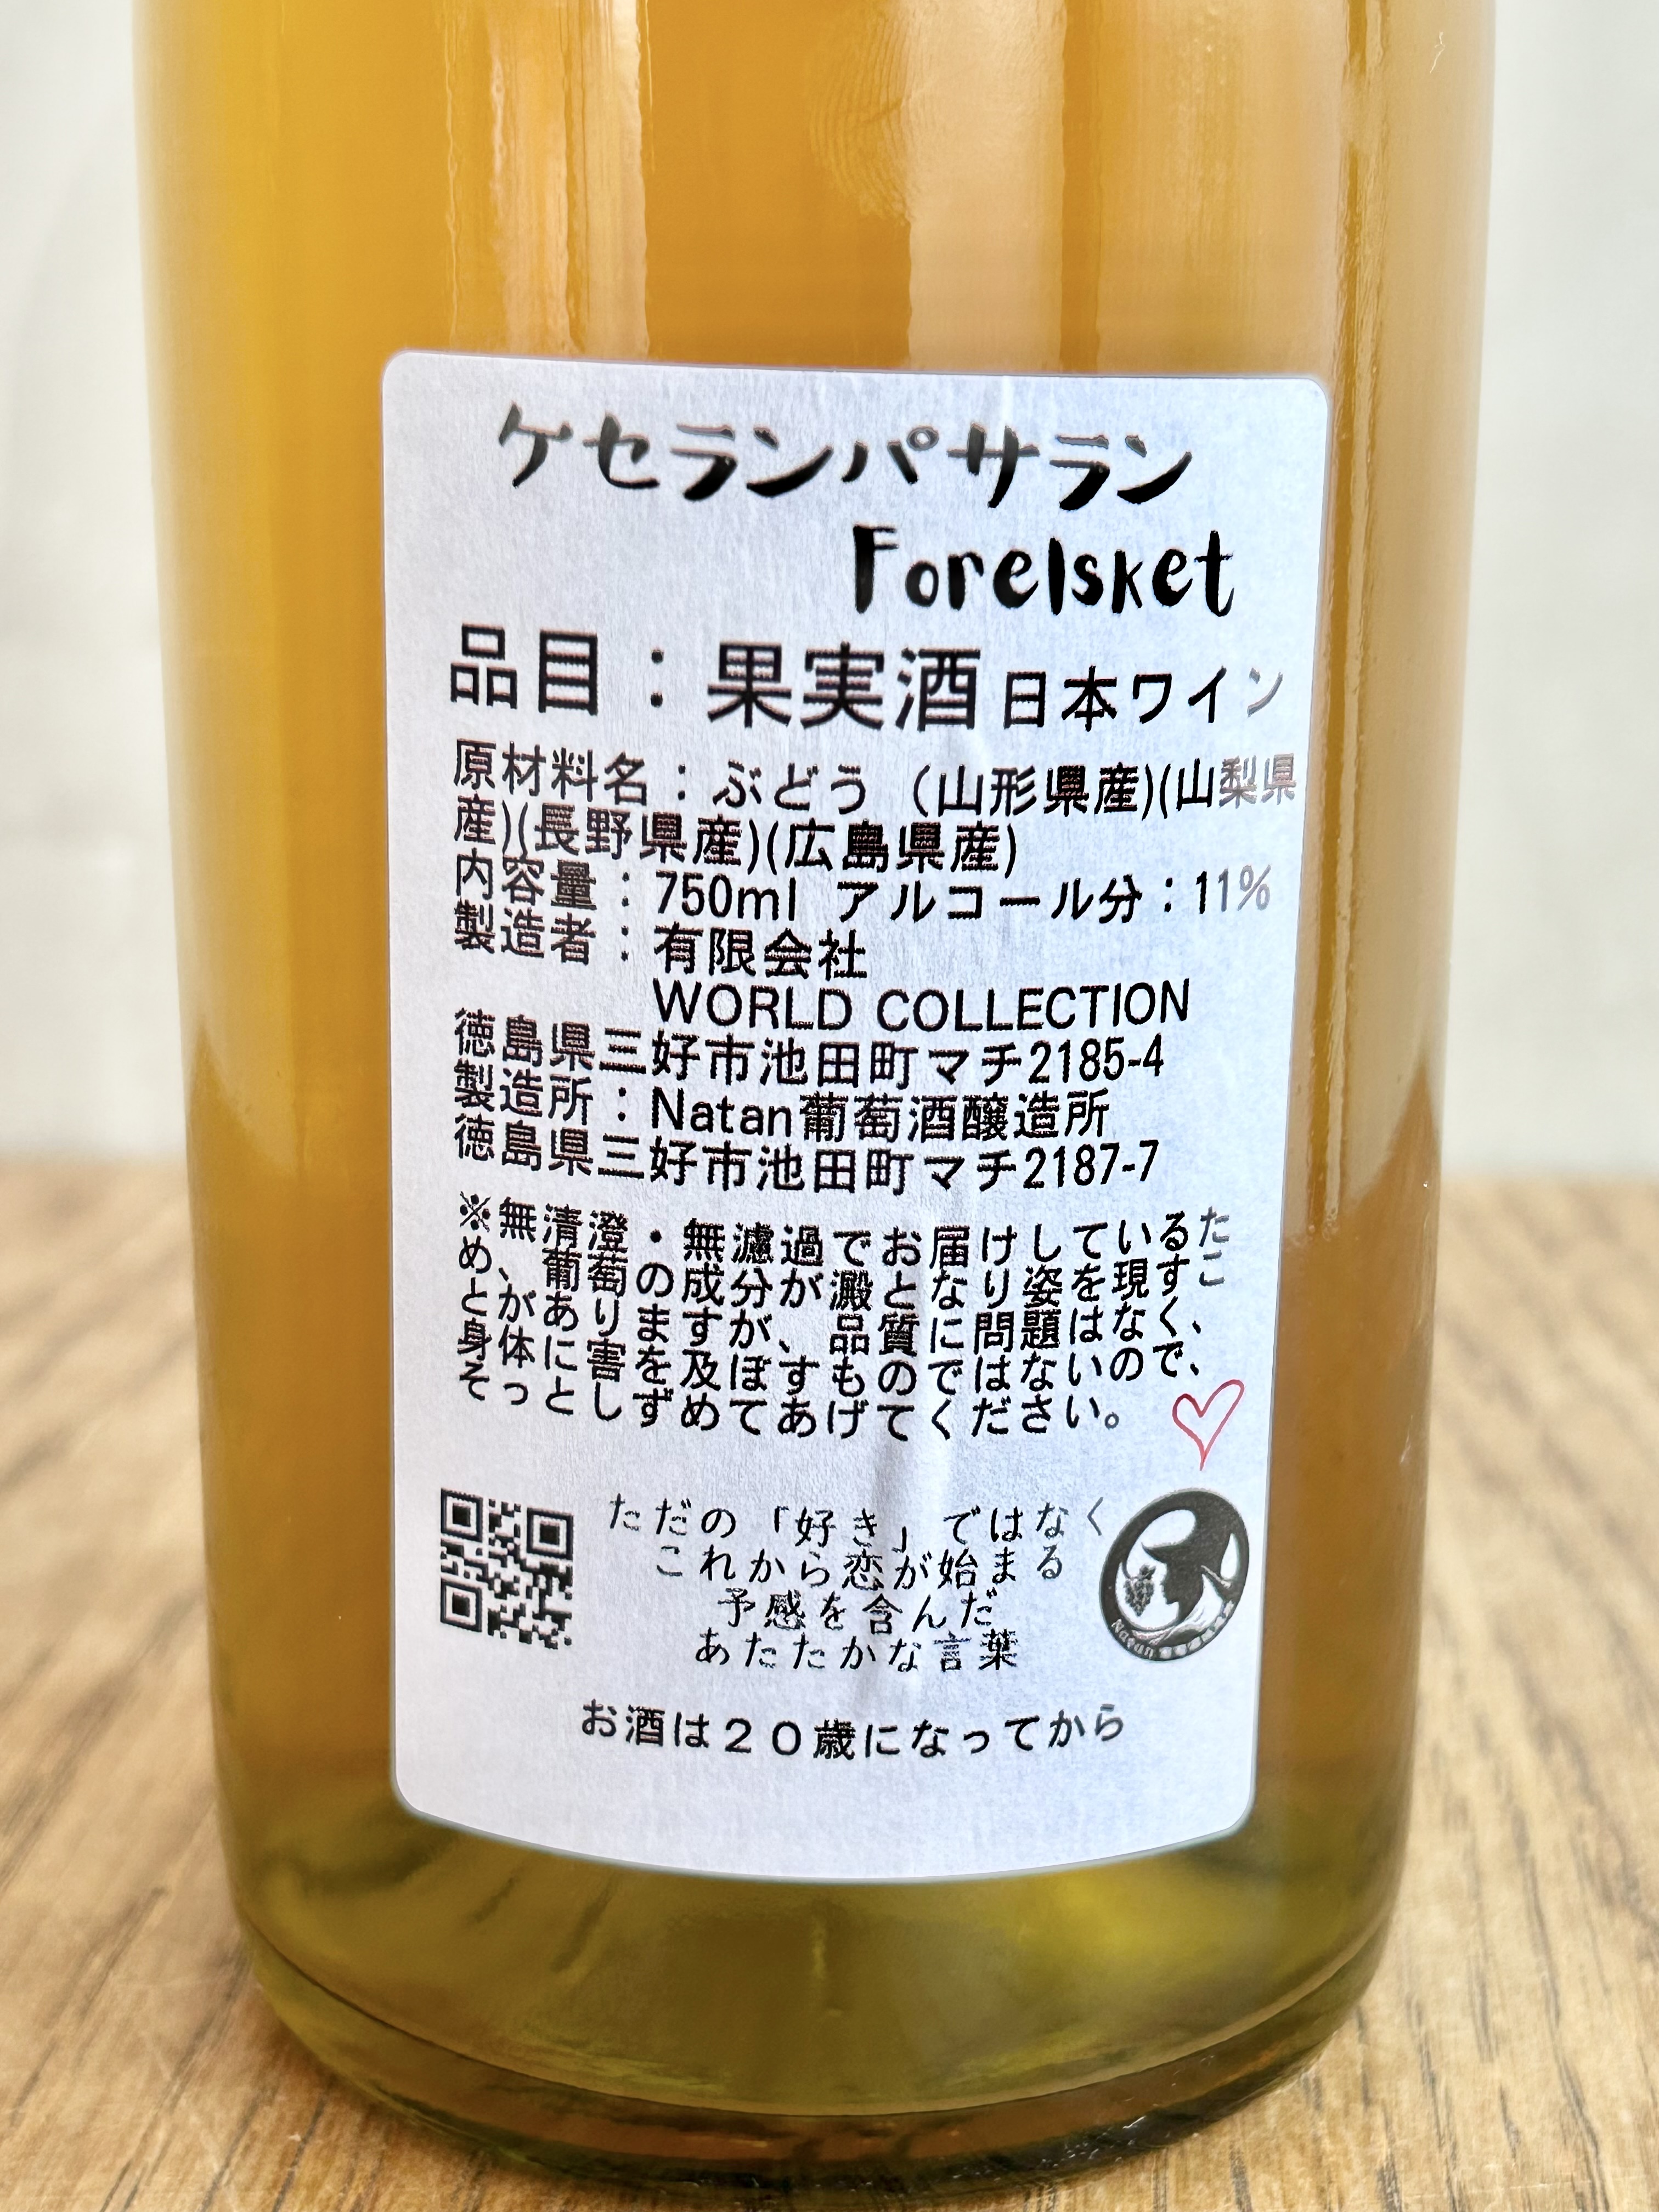 ケセランパサラン
Forelsket
品目：果実酒 日本ワイン
原材料名：ぶどう（山形県産)(山梨県
産)(長野県産)(広島県産)
内容量：750ml アルコール分：11%
製造者：有限会社
WORLD COLLECTION
徳島県三好市池田町マチ2185-4
製造所：Natan葡萄酒醸造所
徳島県三好市池田町マチ2187-7
※無清澄・無濾過でお届けしているた
め、葡萄の成分が澱となり姿を現すこ
とがあります が、品質に問題はなく、
身体に害を及ぼすものではないので、
そっとしずめてあげてください。
ただの「好き」ではなく
これから恋が始まる
予感を含んだ
あたたかな言葉
Natan
お酒は２０歳になってから